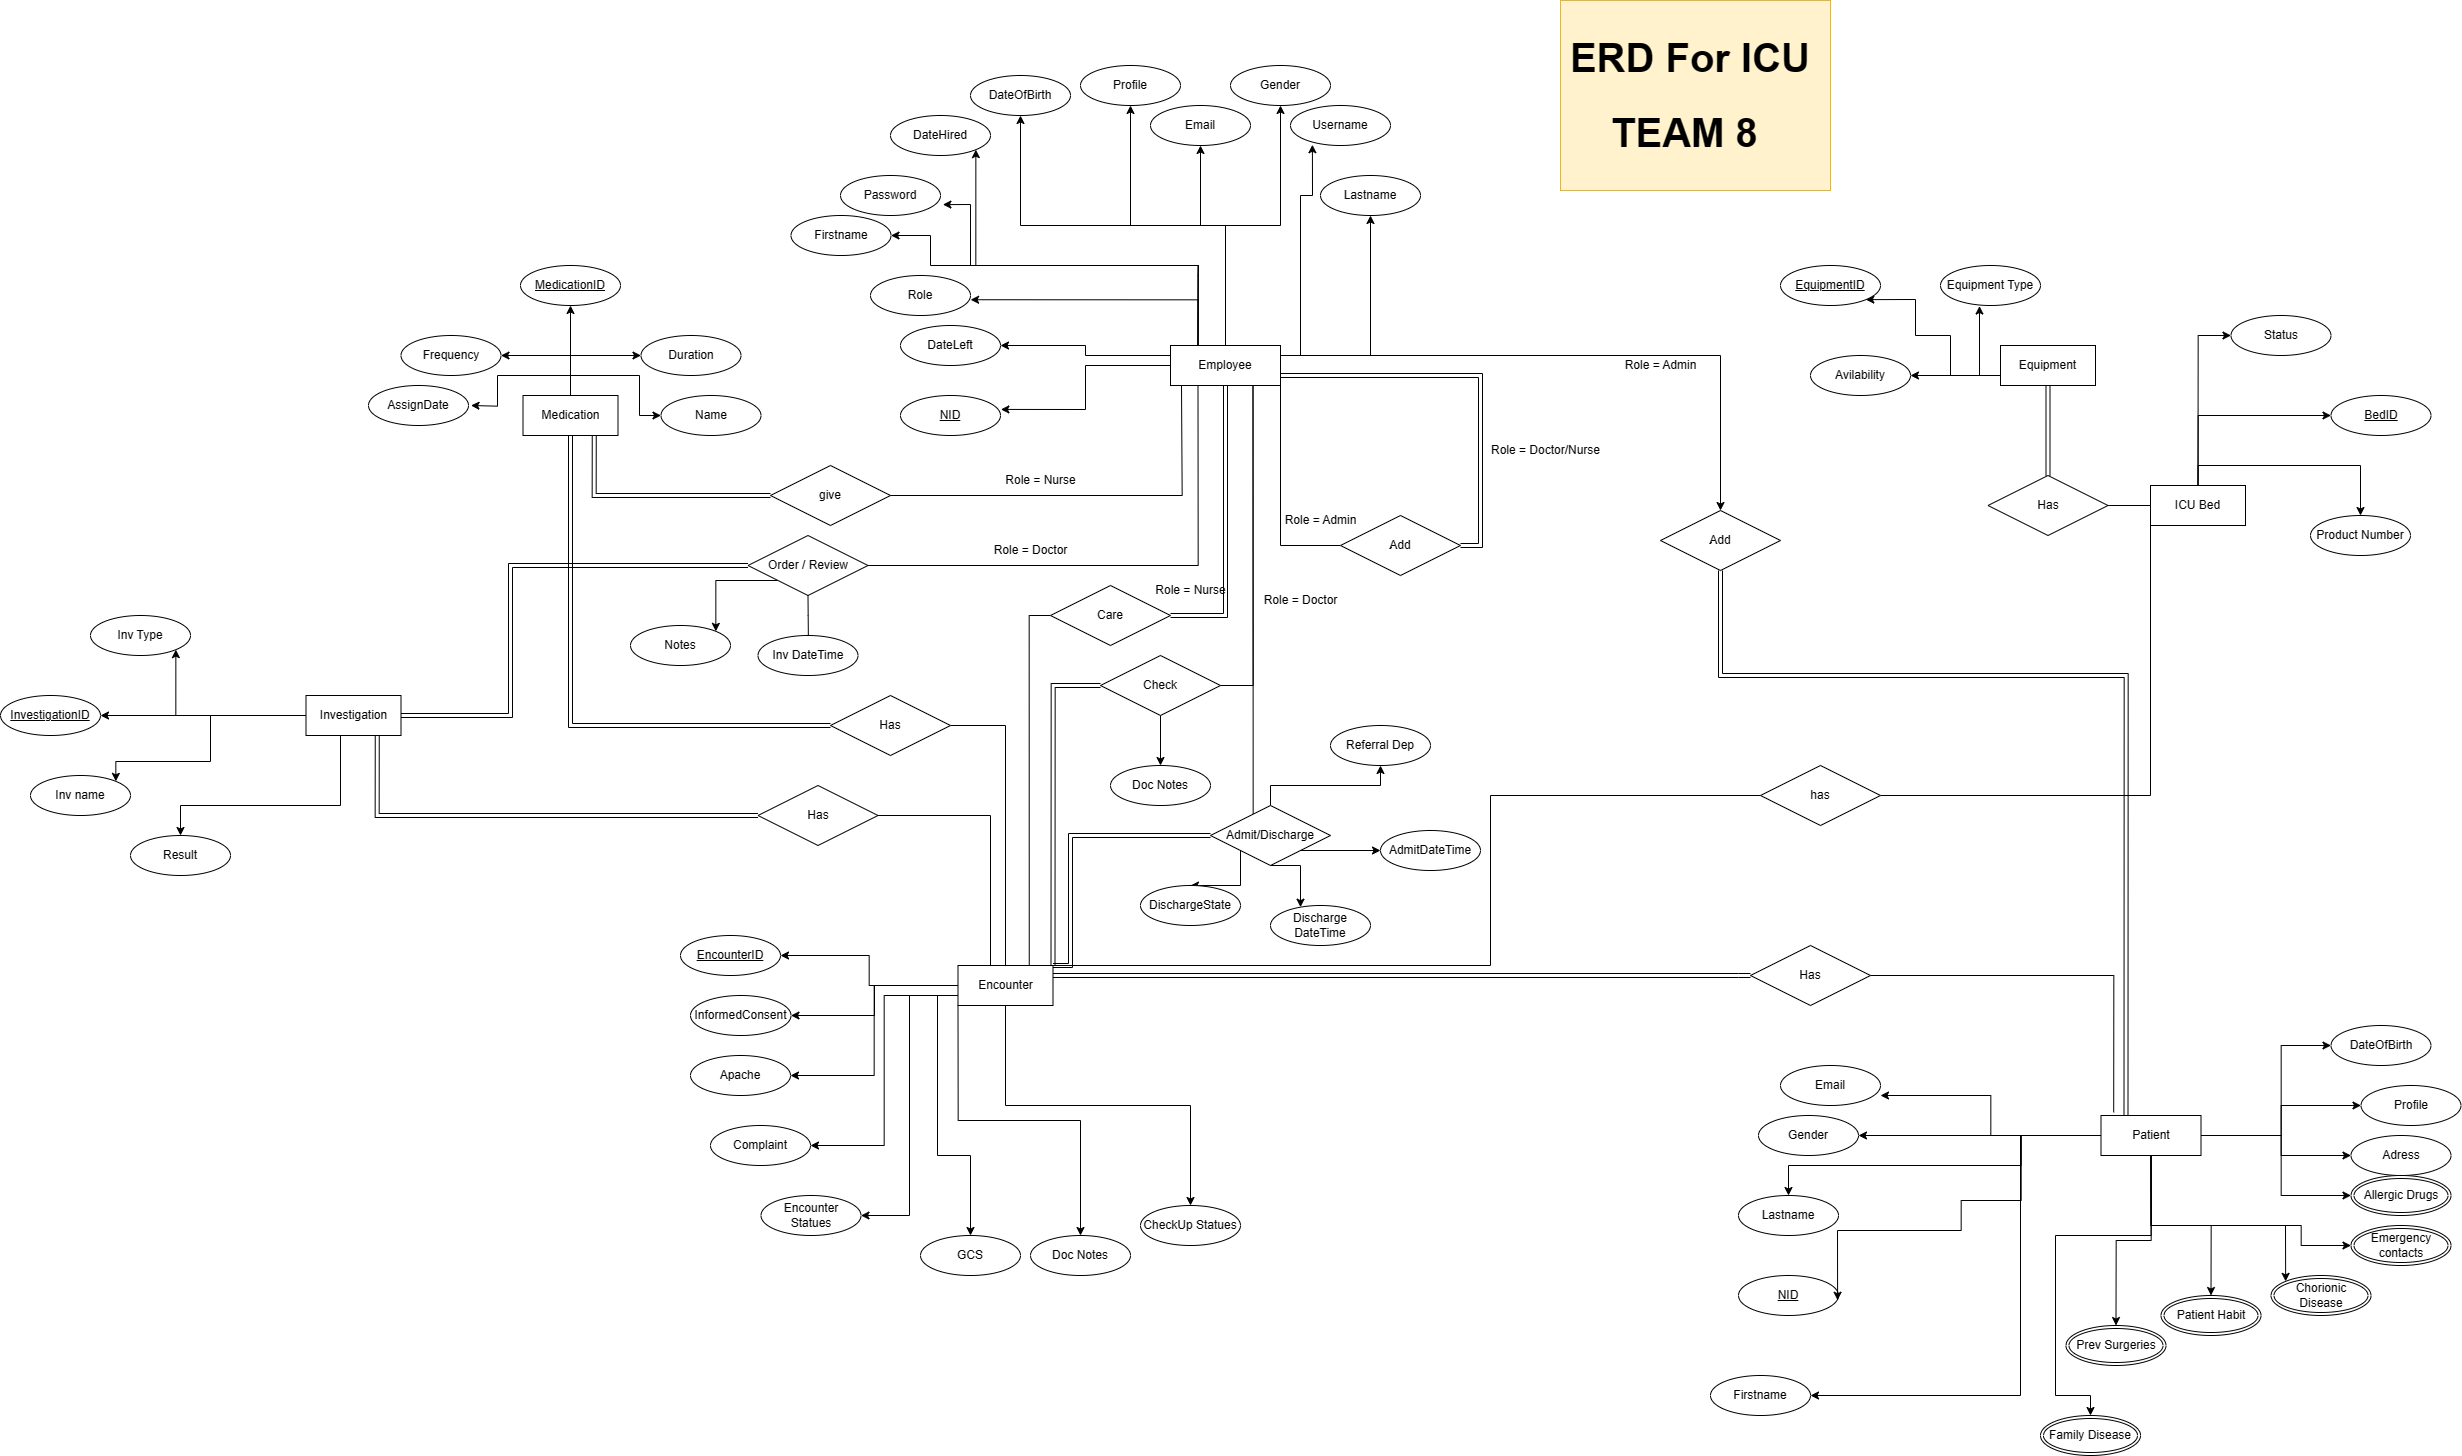 ERD For ICU
TEAM 8
DateOfBirth
Profile
Gender
Email
Username
DateHired
Password
Lastname
Firstname
Role
DateLeft
Employee
NID
MedicationID
Frequency
Duration
AssignDate
Medication
Name
EquipmentID
Equipment Type
Avilability
Equipment
Status
BedID
Has
ICU Bed
Product Number
Role = Admin
Role = Doctor/Nurse
give
Role = Nurse
Role = Admin
Add
Add
Order / Review
Role = Doctor
Notes
Inv DateTime
Care
Role = Nurse
Role = Doctor
Inv Type
InvestigationID
Investigation
Inv name
Result
Check
Doc Notes
Has
Has
Referral Dep
Admit/Discharge
AdmitDateTime
DischargeState
Discharge
DateTime
has
EncounterID
Encounter
InformedConsent
Apache
Complaint
Encounter
Statues
GCS
Doc Notes
CheckUp Statues
Has
Email
Gender
Lastname
NID
Firstname
Patient
DateOfBirth
Profile
Adress
Allergic Drugs
Emergency
contacts
Chorionic
Disease
Patient Habit
Prev Surgeries
Family Disease